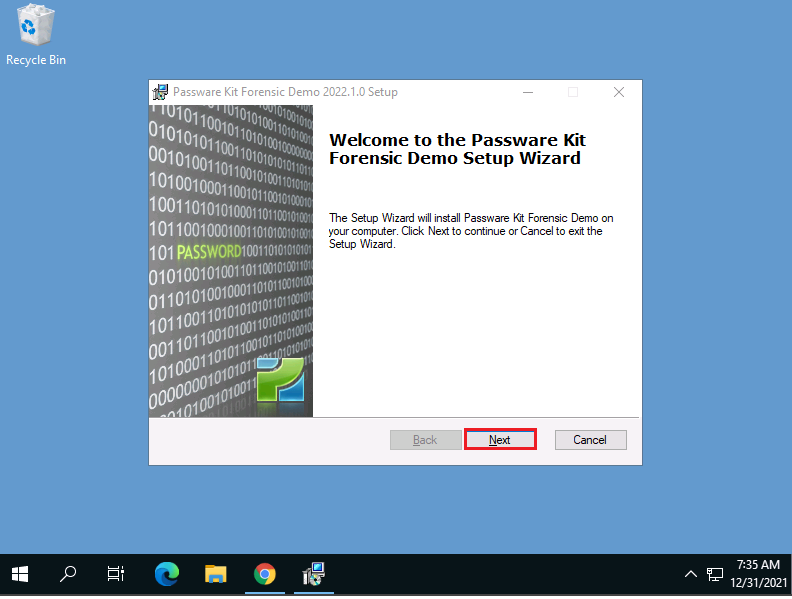 Recycle Bin
Passware Kit Forensic Demo 2022.1.0 Setup
Welcome to the Passware Kit
Forensic Demo Setup Wizard
The Setup Wizard will install Passware Kit Forensic Demo on
your computer. Click Next to continue or Cancel to exit the
Setup Wizard.
PASSWORD
Back
Next
Cancel
7:35 AM
12/31/2021